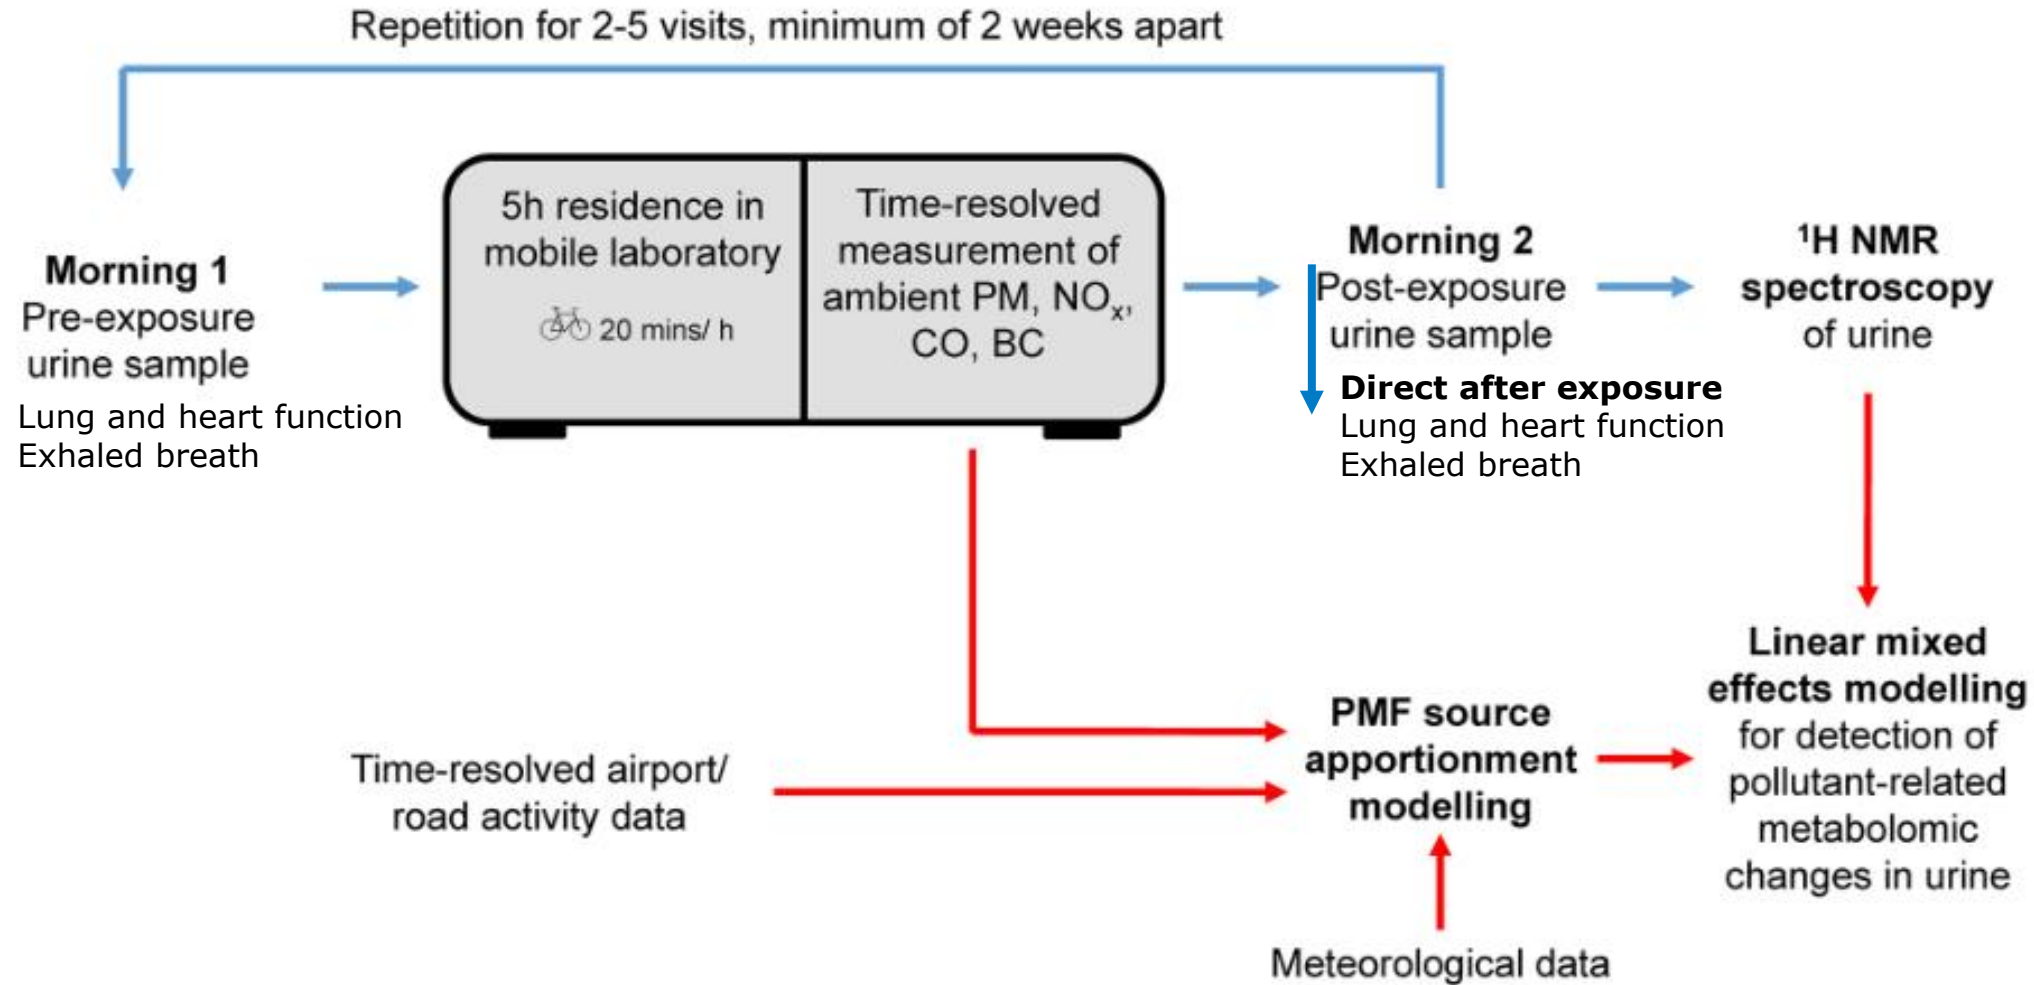 Repetition for 2-5 visits, minimum of 2 weeks apart
Morning 1
Pre-exposure
urine sample
Lung and heart function
Exhaled breath
5h residence in
mobile laboratory
20 mins/ h
Time-resolved
measurement of
ambient PM, NOx,
CO, BC
Morning 2
Post-exposure
urine sample
Direct after exposure
Lung and heart function
Exhaled breath
¹H NMR
spectroscopy
of urine
Time-resolved airport/
road activity data
PMF source
apportionment
modelling
Meteorological data
Linear mixed
effects modelling
for detection of
pollutant-related
metabolomic
changes in urine